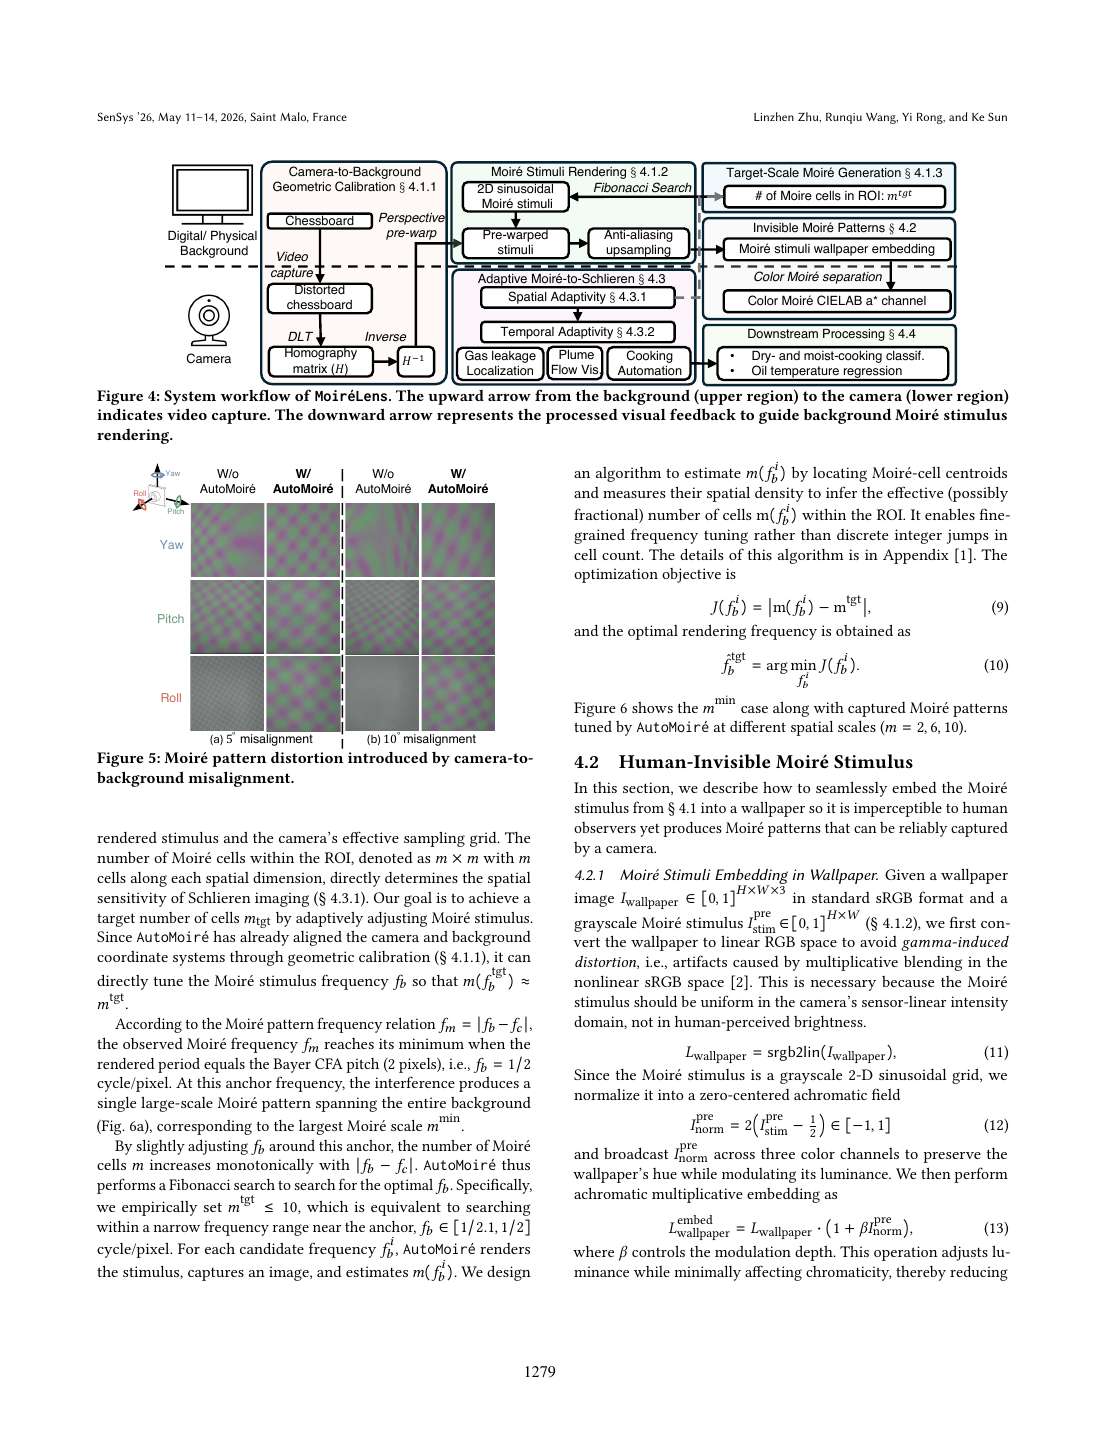 SenSys '26, May 11–14, 2026, Saint Malo, France
Linzhen Zhu, Runqiu Wang, Yi Rong, and Ke Sun
Digital/ Physical
Background
Camera
Camera-to-Background
Geometric Calibration § 4.1.1
Chessboard
Perspective
pre-warp
Video
capture
Distorted
chessboard
DLT
Inverse
Homography
matrix (H)
H⁻¹
Moiré Stimuli Rendering § 4.1.2
2D sinusoidal
Moiré stimuli
Fibonacci Search
Pre-warped
stimuli
Anti-aliasing
upsampling
Adaptive Moiré-to-Schlieren § 4.3
Spatial Adaptivity § 4.3.1
Temporal Adaptivity § 4.3.2
Gas leakage
Localization
Plume
Flow Vis.
Cooking
Automation
Target-Scale Moiré Generation § 4.1.3
# of Moire cells in ROI: m^tgt
Invisible Moiré Patterns § 4.2
Moiré stimuli wallpaper embedding
Color Moiré separation
Color Moiré CIELAB a* channel
Downstream Processing § 4.4
• Dry- and moist-cooking classif.
• Oil temperature regression
Figure 4: System workflow of MoiréLens. The upward arrow from the background (upper region) to the camera (lower region)
indicates video capture. The downward arrow represents the processed visual feedback to guide background Moiré stimulus
rendering.
Yaw
Roll
Pitch
W/o
AutoMoiré
W/
AutoMoiré
W/o
AutoMoiré
W/
AutoMoiré
Yaw
Pitch
Roll
(a) 5° misalignment
(b) 10° misalignment
Figure 5: Moiré pattern distortion introduced by camera-to-
background misalignment.
rendered stimulus and the camera's effective sampling grid. The
number of Moiré cells within the ROI, denoted as m × m with m
cells along each spatial dimension, directly determines the spatial
sensitivity of Schlieren imaging (§ 4.3.1). Our goal is to achieve a
target number of cells m_tgt by adaptively adjusting Moiré stimulus.
Since AutoMoiré has already aligned the camera and background
coordinate systems through geometric calibration (§ 4.1.1), it can
directly tune the Moiré stimulus frequency f_b so that m(f_b^tgt) ≈
m^tgt.
According to the Moiré pattern frequency relation f_m = |f_b − f_c|,
the observed Moiré frequency f_m reaches its minimum when the
rendered period equals the Bayer CFA pitch (2 pixels), i.e., f_b = 1/2
cycle/pixel. At this anchor frequency, the interference produces a
single large-scale Moiré pattern spanning the entire background
(Fig. 6a), corresponding to the largest Moiré scale m^min.
By slightly adjusting f_b around this anchor, the number of Moiré
cells m increases monotonically with |f_b − f_c|. AutoMoiré thus
performs a Fibonacci search to search for the optimal f_b. Specifically,
we empirically set m^tgt ≤ 10, which is equivalent to searching
within a narrow frequency range near the anchor, f_b ∈ [1/2.1, 1/2]
cycle/pixel. For each candidate frequency f_b^i, AutoMoiré renders
the stimulus, captures an image, and estimates m(f_b^i). We design
an algorithm to estimate m(f_b^i) by locating Moiré-cell centroids
and measures their spatial density to infer the effective (possibly
fractional) number of cells m(f_b^i) within the ROI. It enables fine-
grained frequency tuning rather than discrete integer jumps in
cell count. The details of this algorithm is in Appendix [1]. The
optimization objective is
J(f_b^i) = |m(f_b^i) − m^tgt|, (9)
and the optimal rendering frequency is obtained as
f̂_b^tgt = arg min_{f_b^i} J(f_b^i). (10)
Figure 6 shows the m^min case along with captured Moiré patterns
tuned by AutoMoiré at different spatial scales (m = 2, 6, 10).
4.2 Human-Invisible Moiré Stimulus
In this section, we describe how to seamlessly embed the Moiré
stimulus from § 4.1 into a wallpaper so it is imperceptible to human
observers yet produces Moiré patterns that can be reliably captured
by a camera.
4.2.1 Moiré Stimuli Embedding in Wallpaper. Given a wallpaper
image I_wallpaper ∈ [0, 1]^{H×W×3} in standard sRGB format and a
grayscale Moiré stimulus I_stim^pre ∈ [0, 1]^{H×W} (§ 4.1.2), we first con-
vert the wallpaper to linear RGB space to avoid gamma-induced
distortion, i.e., artifacts caused by multiplicative blending in the
nonlinear sRGB space [2]. This is necessary because the Moiré
stimulus should be uniform in the camera's sensor-linear intensity
domain, not in human-perceived brightness.
L_wallpaper = srgb2lin(I_wallpaper), (11)
Since the Moiré stimulus is a grayscale 2-D sinusoidal grid, we
normalize it into a zero-centered achromatic field
I_norm^pre = 2(I_stim^pre − 1/2) ∈ [−1, 1] (12)
and broadcast I_norm^pre across three color channels to preserve the
wallpaper's hue while modulating its luminance. We then perform
achromatic multiplicative embedding as
L_wallpaper^embed = L_wallpaper · (1 + βI_norm^pre), (13)
where β controls the modulation depth. This operation adjusts lu-
minance while minimally affecting chromaticity, thereby reducing
1279